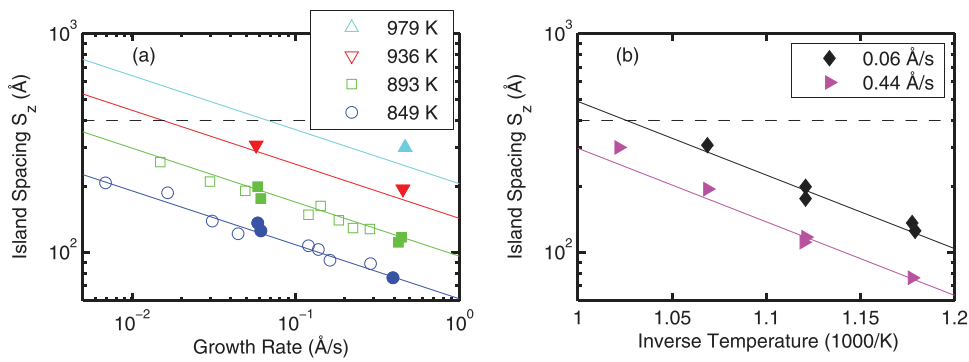 10³
10²
Island Spacing S_z (Å)
(a)
979 K
936 K
893 K
849 K
10⁻²
10⁻¹
10⁰
Growth Rate (Å/s)
10³
10²
Island Spacing S_z (Å)
(b)
0.06 Å/s
0.44 Å/s
1
1.05
1.1
1.15
1.2
Inverse Temperature (1000/K)